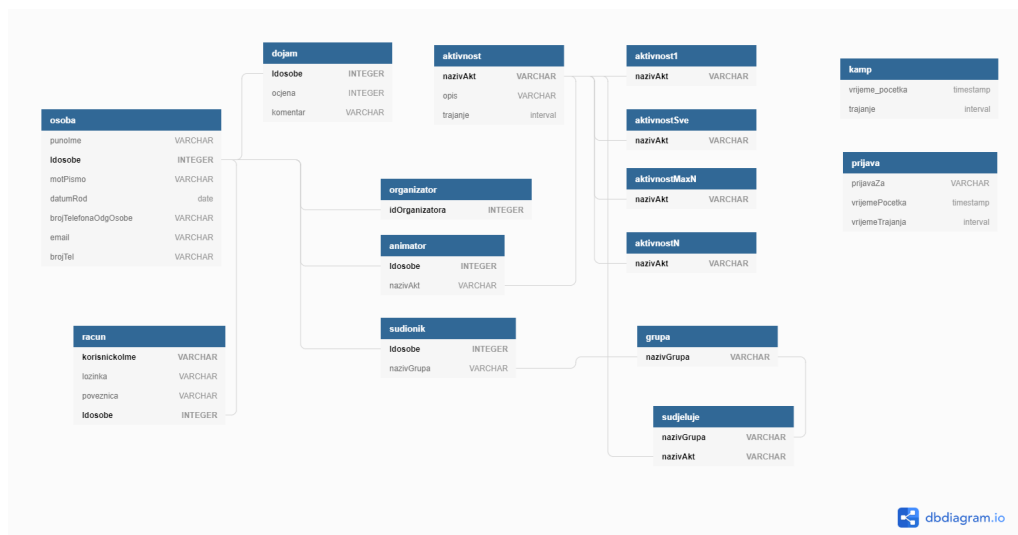 dojam
Idosobe INTEGER
ocjena INTEGER
komentar VARCHAR
aktivnost
nazivAkt VARCHAR
opis VARCHAR
trajanje interval
aktivnost1
nazivAkt VARCHAR
kamp
vrijeme_pocetka timestamp
trajanje interval
osoba
punoIme VARCHAR
Idosobe INTEGER
motPismo VARCHAR
datumRod date
brojTelefonaOdgOsobe VARCHAR
email VARCHAR
brojTel VARCHAR
aktivnostSve
nazivAkt VARCHAR
prijava
prijavaZa VARCHAR
vrijemePocetka timestamp
vrijemeTrajanja interval
organizator
idOrganizatora INTEGER
aktivnostMaxN
nazivAkt VARCHAR
animator
Idosobe INTEGER
nazivAkt VARCHAR
aktivnostN
nazivAkt VARCHAR
racun
korisnickoIme VARCHAR
lozinka VARCHAR
poveznica VARCHAR
Idosobe INTEGER
sudionik
Idosobe INTEGER
nazivGrupa VARCHAR
grupa
nazivGrupa VARCHAR
sudjeluje
nazivGrupa VARCHAR
nazivAkt VARCHAR
dbdiagram.io